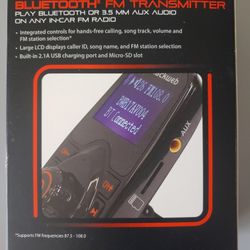 BLUETOOTH® FM TRANSMITTER
PLAY BLUETOOTH OR 3.5 MM AUX AUDIO
ON ANY IN-CAR FM RADIO
• Integrated controls for hands-free calling, song track, volume and
FM station selection*
• Large LCD displays caller ID, song name, and FM station selection
• Built-in 2.1A USB charging port and Micro-SD slot
ackweb
BT Connected
AUX
*Supports FM frequencies 87.5 - 108.0